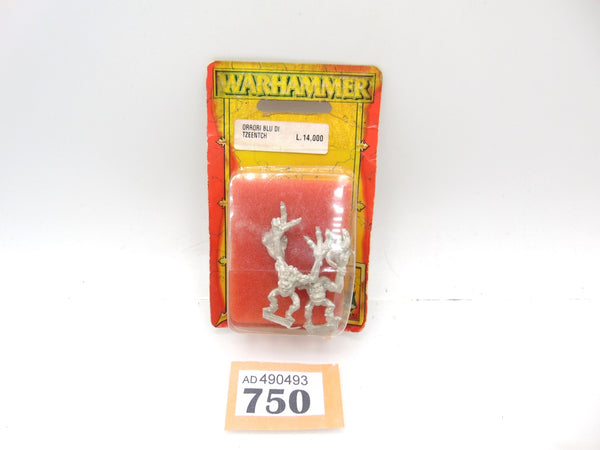 WARHAMMER
ORRORI BLU DI
TZEENTCH
L.14,000
AD 490493
750